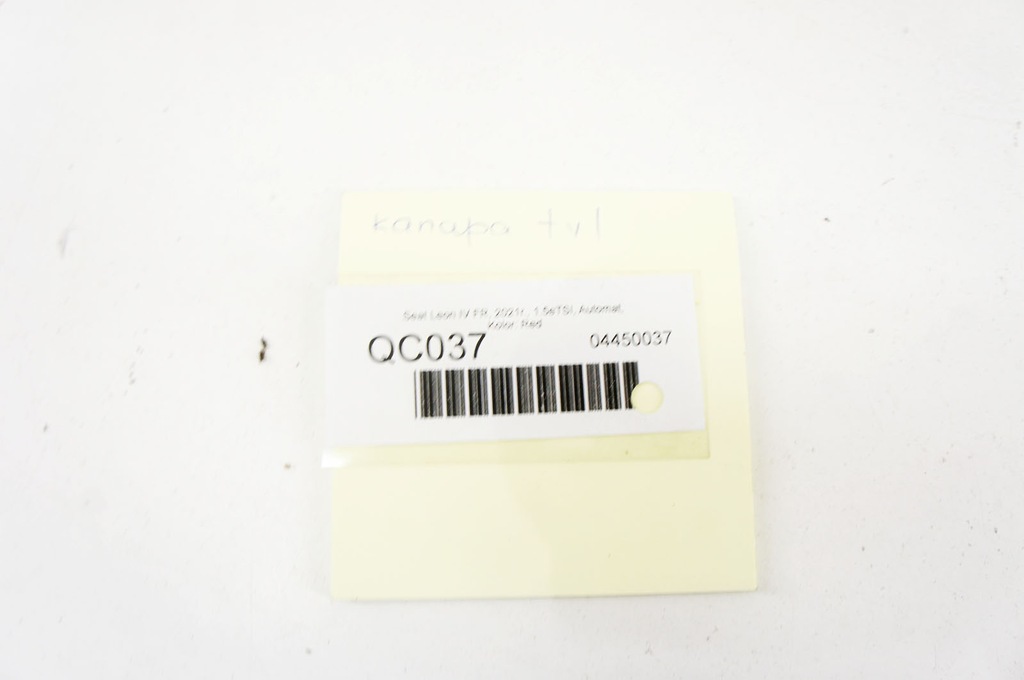 kanapa tył
Seat Leon IV FR, 2021r., 1.5eTSI, Automat,
Kolor: Red
QC037 04450037